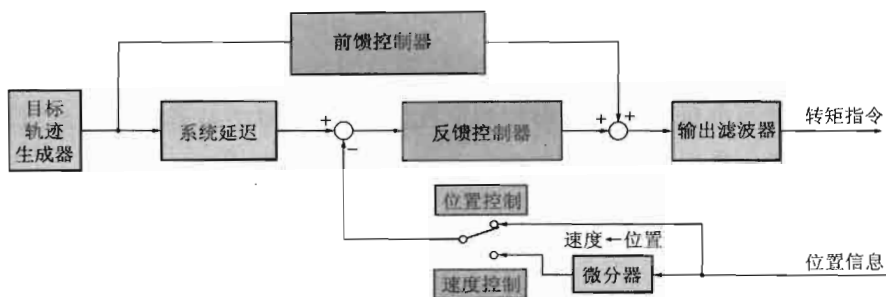 前馈控制器
目标
轨迹
生成器
系统延迟
+
−
反馈控制器
+
+
输出滤波器
转矩指令
位置控制
速度←位置
位置信息
微分器
速度控制